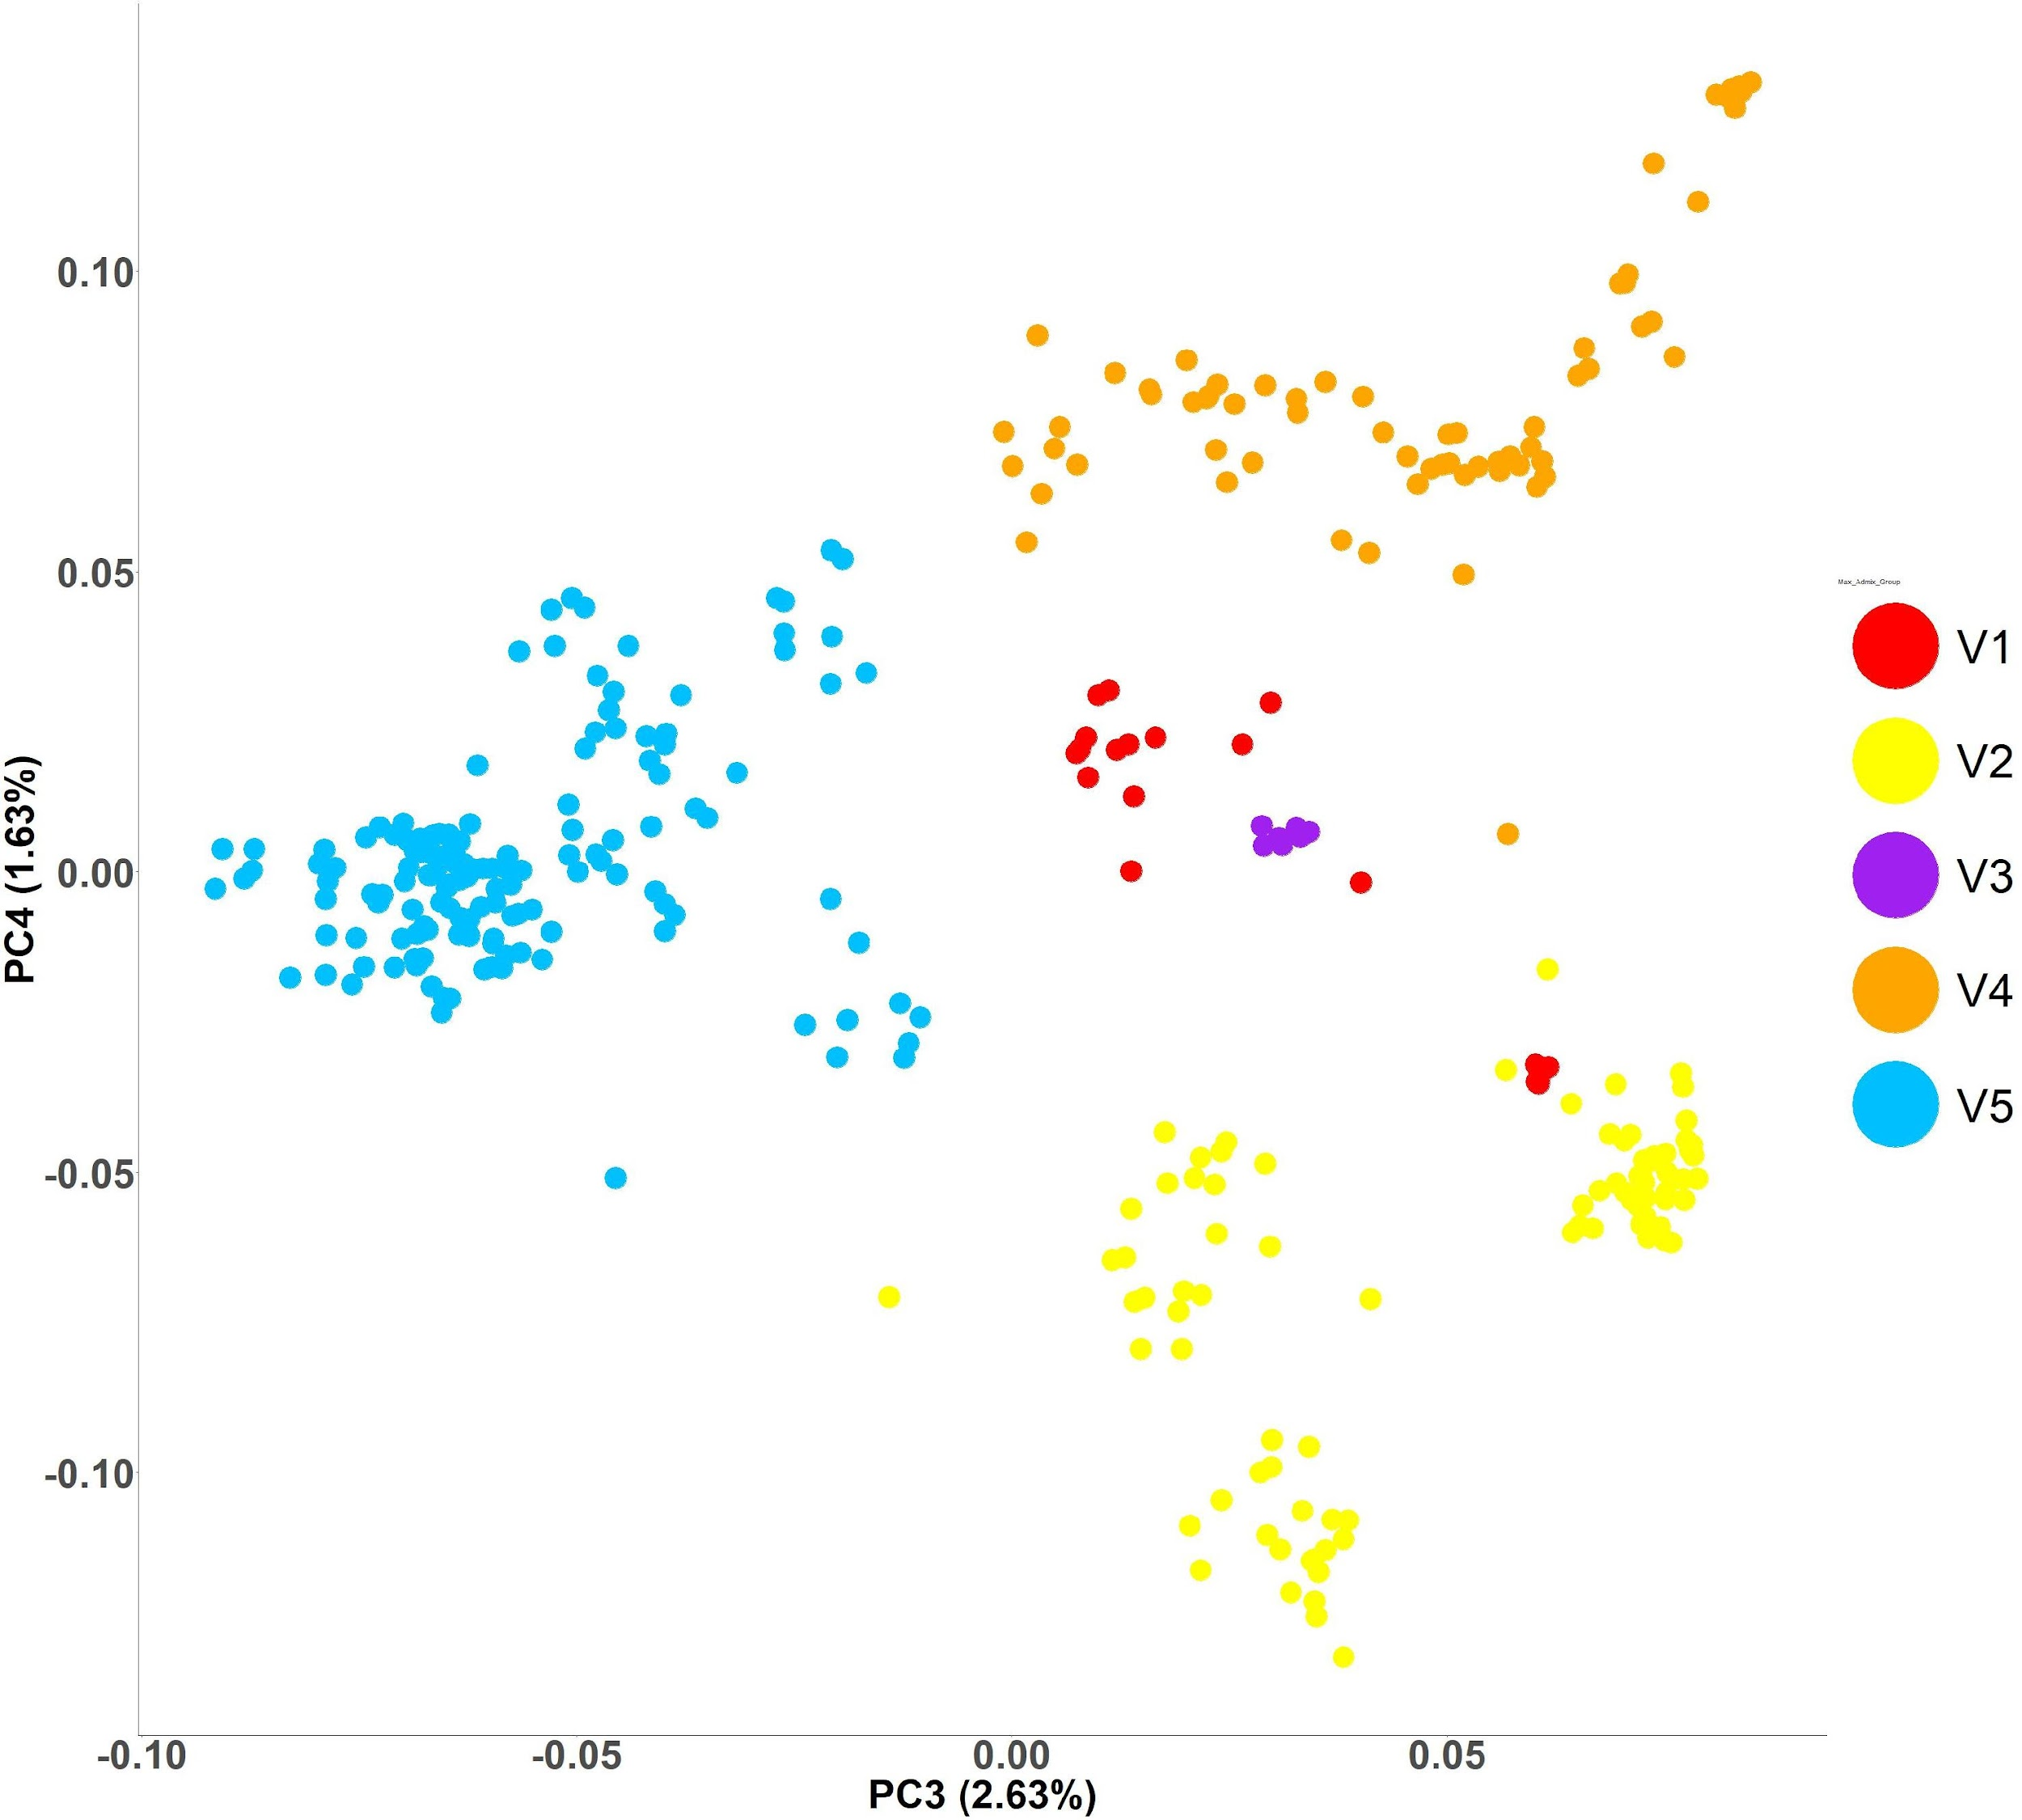 0.10
0.05
0.00
-0.05
-0.10
PC4 (1.63%)
-0.10
-0.05
0.00
0.05
PC3 (2.63%)
Max_Admix_Group
V1
V2
V3
V4
V5